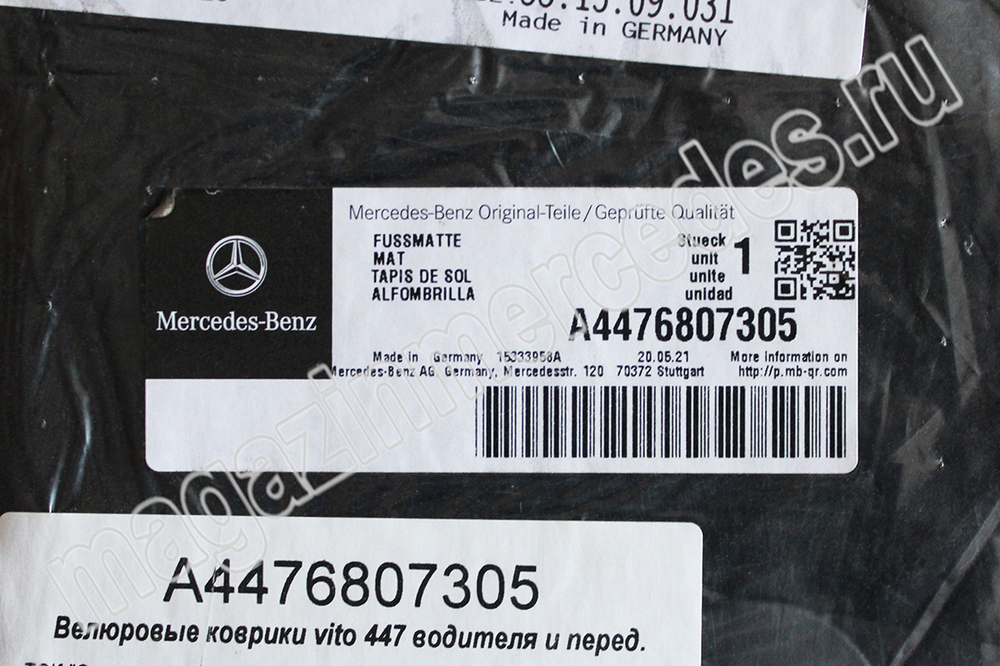 Made in GERMANY
Mercedes-Benz Original-Teile/Geprüfte Qualität
FUSSMATTE Stueck 1
MAT unit
TAPIS DE SOL unite
ALFOMBRILLA unidad
Mercedes-Benz
A4476807305
Made in Germany 15333958A 20.05.21 More information on
Mercedes-Benz AG, Germany, Mercedesstr. 120 70372 Stuttgart http://p.mb-qr.com
A4476807305
Велюровые коврики vito 447 водителя и перед.
magazinmercedes.ru